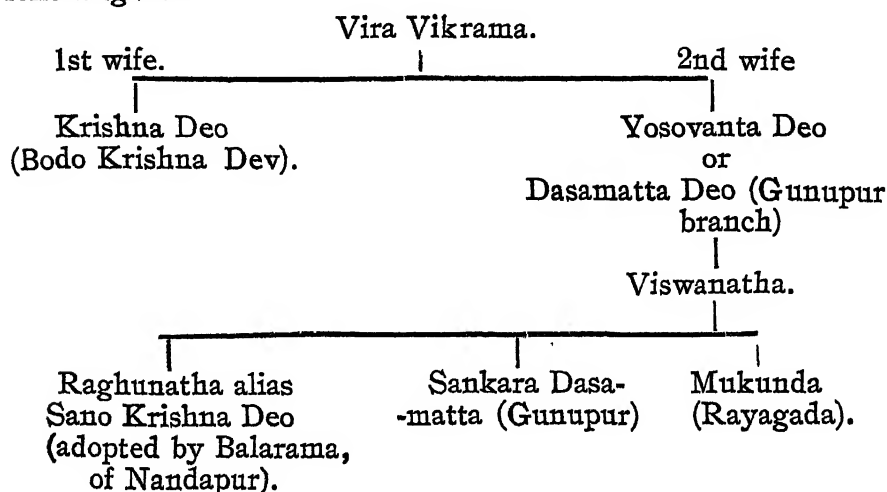 Vira Vikrama.
1st wife. 2nd wife
Krishna Deo
(Bodo Krishna Dev).
Yosovanta Deo
or
Dasamatta Deo (Gunupur
branch)
Viswanatha.
Raghunatha alias
Sano Krishna Deo
(adopted by Balarama,
of Nandapur).
Sankara Dasa-
-matta (Gunupur)
Mukunda
(Rayagada).